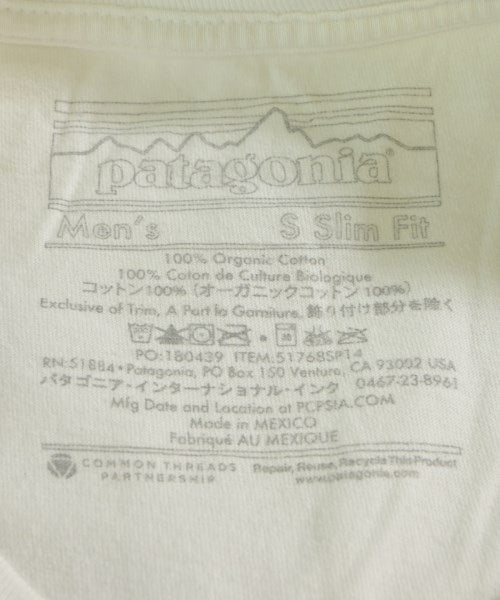 patagonia®
Men's S Slim Fit
100% Organic Cotton
100% Coton de Culture Biologique
コットン100% (オーガニックコットン 100%)
Exclusive of Trim, A Part la Garniture, 飾り付け部分を除く
PO:180439 ITEM:51768SP14
RN:51884•Patagonia, PO Box 150 Ventura, CA 93002 USA
パタゴニア・インターナショナル・インク 0467-23-8961
Mfg Date and Location at PCPSIA.COM
Made in MEXICO
Fabriqué AU MEXIQUE
COMMON THREADS
PARTNERSHIP
Repair, Reuse, Recycle This Product
www.patagonia.com